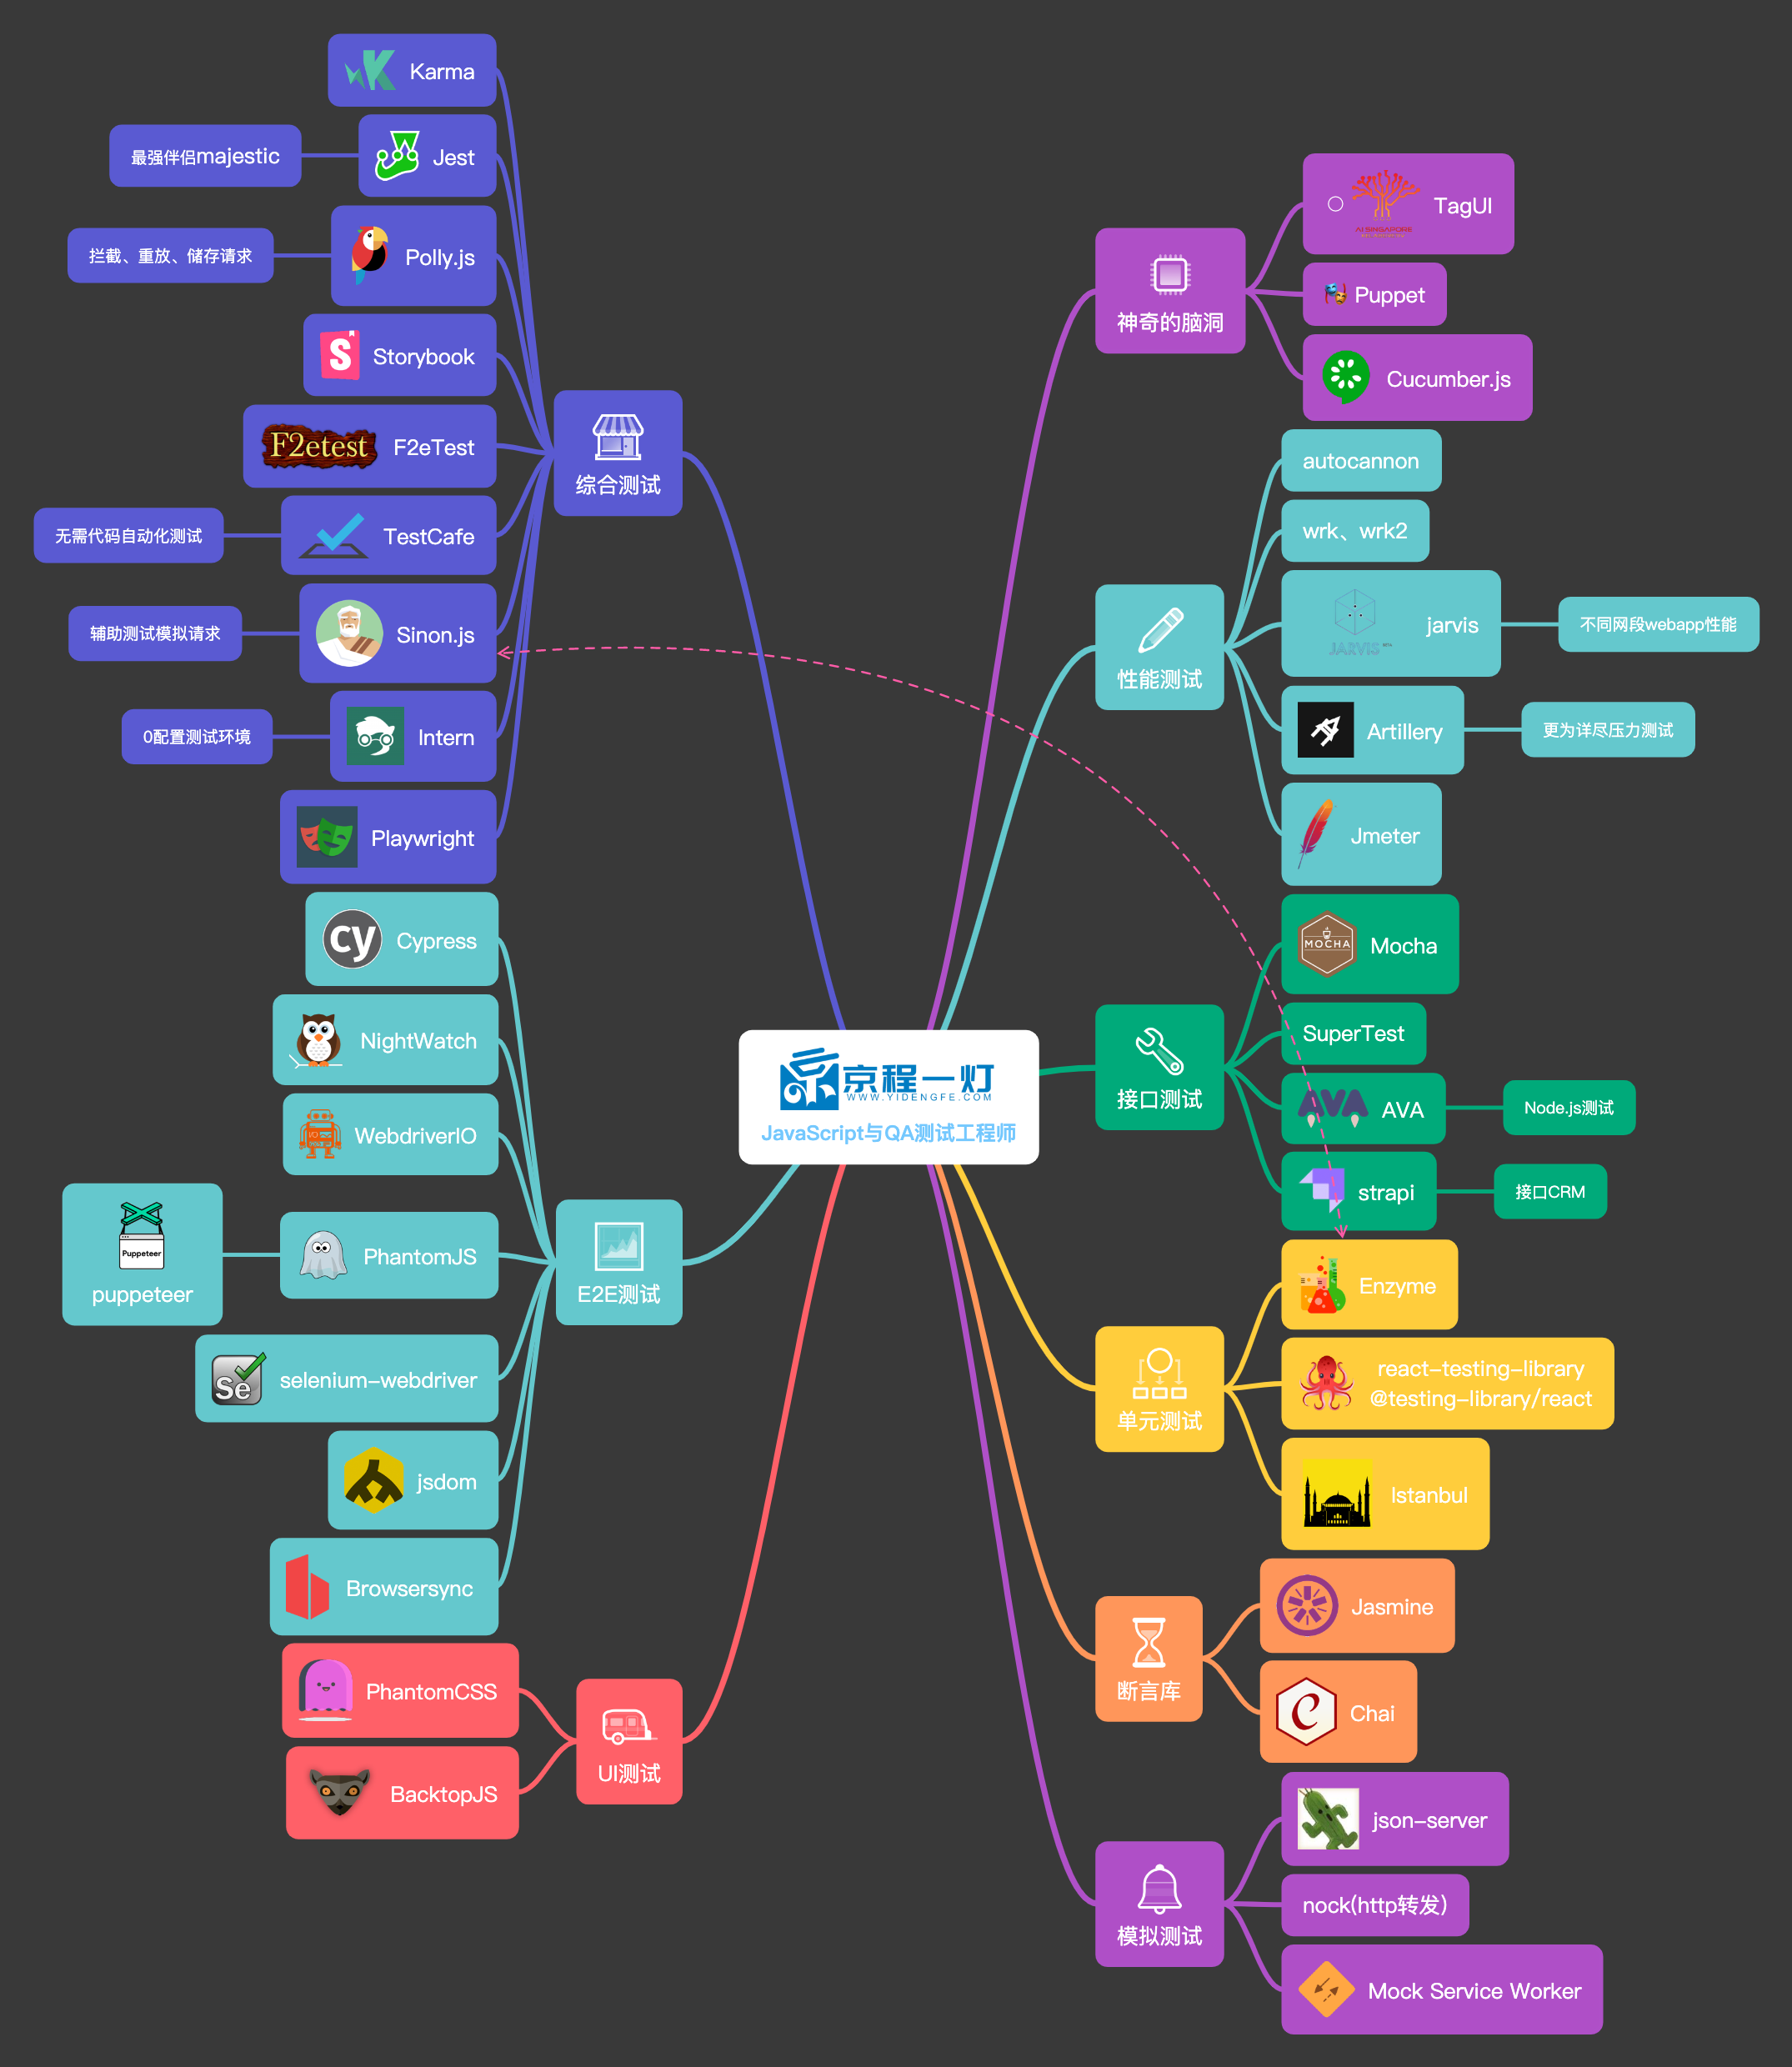 Karma
Jest
最强伴侣majestic
Polly.js
拦截、重放、储存请求
Storybook
F2etest
F2eTest
TestCafe
无需代码自动化测试
Sinon.js
辅助测试模拟请求
Intern
0配置测试环境
Playwright
综合测试
cy
Cypress
NightWatch
WebdriverIO
PhantomJS
Puppeteer
puppeteer
Se
selenium-webdriver
jsdom
Browsersync
E2E测试
PhantomCSS
BacktopJS
UI测试
京程一灯
WWW.YIDENGFE.COM
JavaScript与QA测试工程师
神奇的脑洞
AI SINGAPORE
TagUI
Puppet
Cucumber.js
性能测试
autocannon
wrk、wrk2
JARVIS
jarvis
不同网段webapp性能
Artillery
更为详尽压力测试
Jmeter
接口测试
MOCHA
Mocha
SuperTest
AVA
AVA
Node.js测试
strapi
接口CRM
单元测试
Enzyme
react-testing-library
@testing-library/react
Istanbul
断言库
Jasmine
Chai
模拟测试
json-server
nock(http转发)
Mock Service Worker